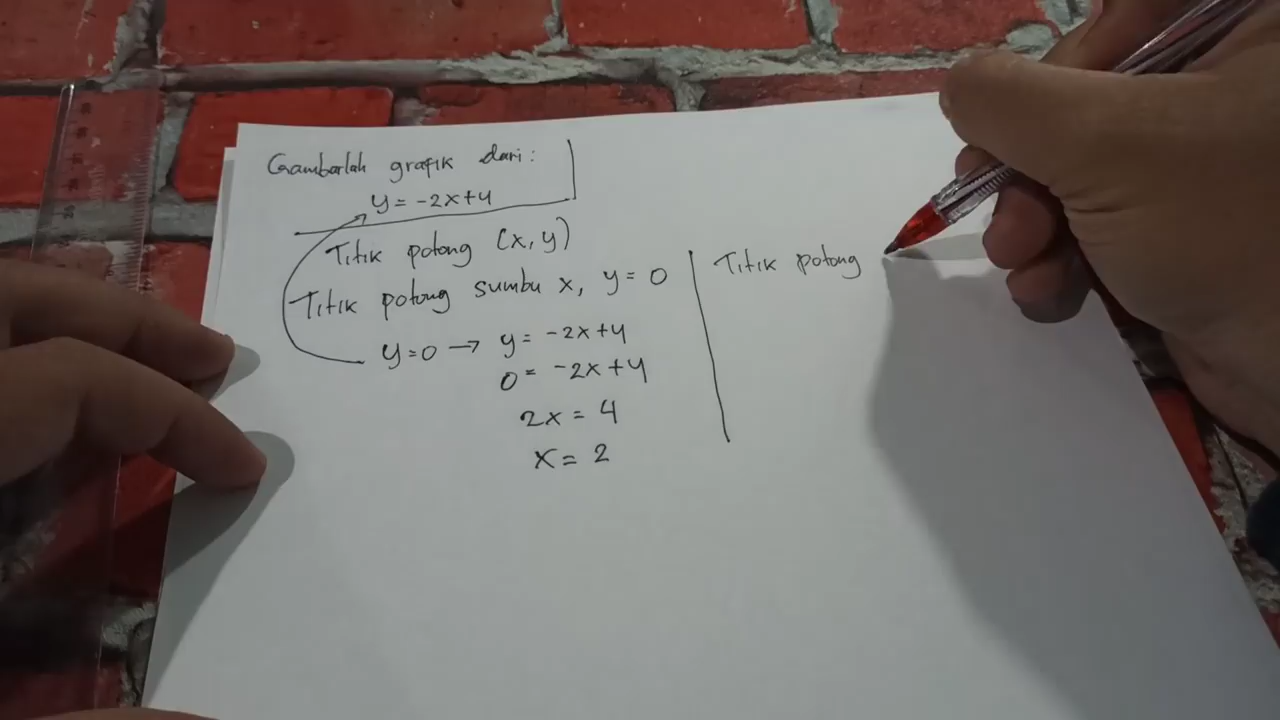 Gambarlah grafik dari:
y = -2x+4
Titik potong (x, y)
Titik potong sumbu x, y = 0
y=0 → y = -2x+4
0 = -2x+4
2x = 4
x = 2
Titik potong